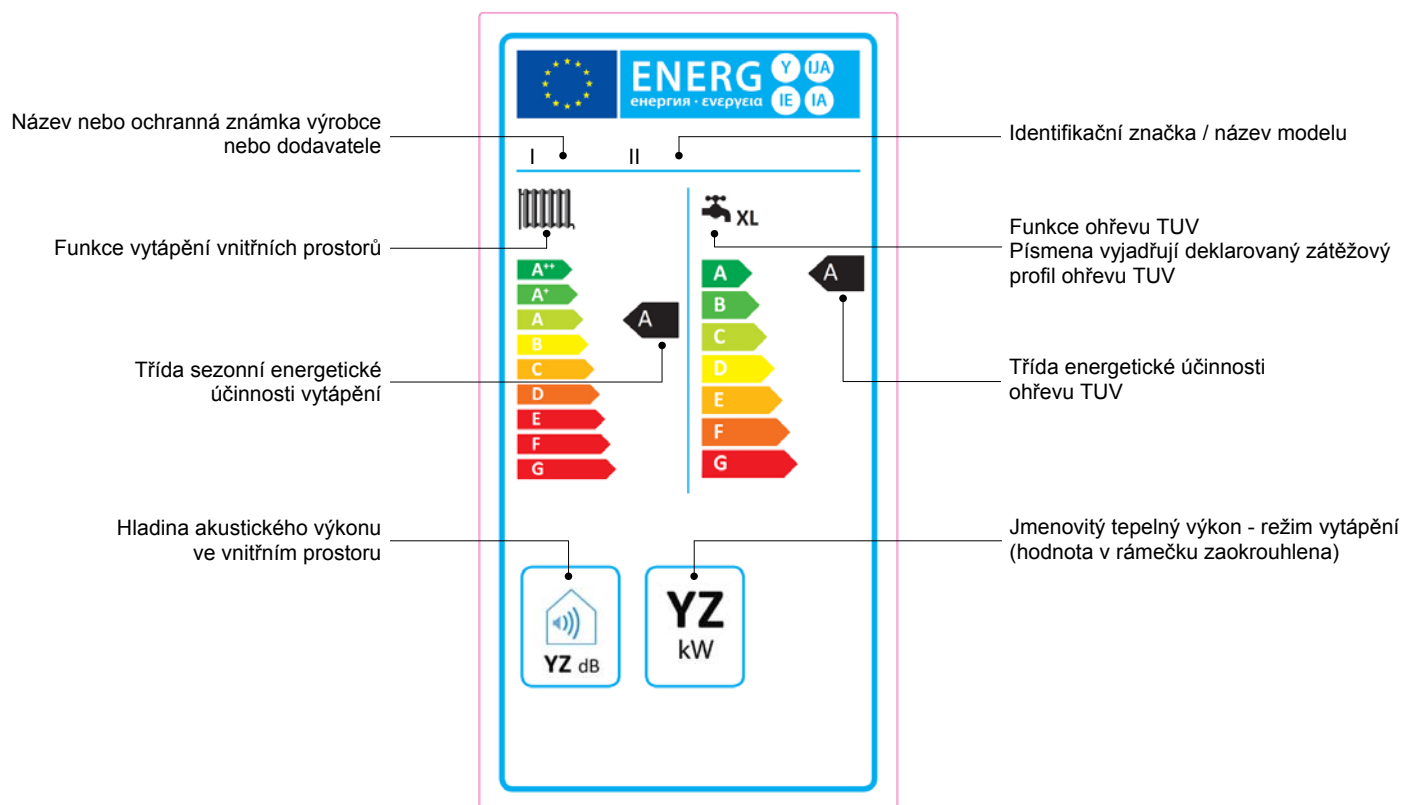 ENERG Y IJA
енергия · ενεργεια IE IA
Název nebo ochranná známka výrobce
nebo dodavatele
Identifikační značka / název modelu
I II
XL
Funkce vytápění vnitřních prostorů
Funkce ohřevu TUV
Písmena vyjadřují deklarovaný zátěžový
profil ohřevu TUV
A++
A+
A
B
C
D
E
F
G
A
A
B
C
D
E
F
G
A
Třída sezonní energetické
účinnosti vytápění
Třída energetické účinnosti
ohřevu TUV
Hladina akustického výkonu
ve vnitřním prostoru
Jmenovitý tepelný výkon - režim vytápění
(hodnota v rámečku zaokrouhlena)
YZ dB
YZ
kW